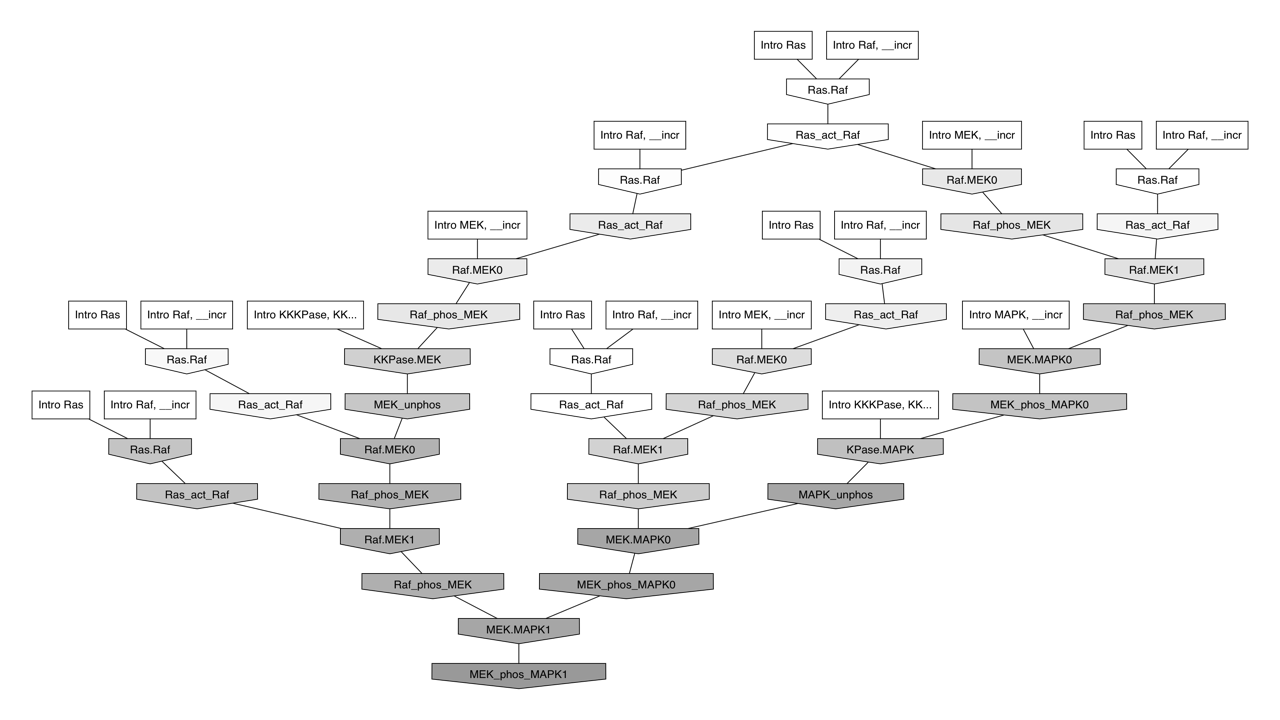 Intro Ras
Intro Raf, __incr
Ras.Raf
Intro Raf, __incr
Ras_act_Raf
Intro MEK, __incr
Intro Ras
Intro Raf, __incr
Ras.Raf
Raf.MEK0
Ras.Raf
Intro MEK, __incr
Ras_act_Raf
Intro Ras
Intro Raf, __incr
Raf_phos_MEK
Ras_act_Raf
Raf.MEK0
Ras.Raf
Raf.MEK1
Intro Ras
Intro Raf, __incr
Intro KKKPase, KK...
Raf_phos_MEK
Intro Ras
Intro Raf, __incr
Intro MEK, __incr
Ras_act_Raf
Intro MAPK, __incr
Raf_phos_MEK
Ras.Raf
KKPase.MEK
Ras.Raf
Raf.MEK0
MEK.MAPK0
Intro Ras
Intro Raf, __incr
Ras_act_Raf
MEK_unphos
Ras_act_Raf
Raf_phos_MEK
Intro KKKPase, KK...
MEK_phos_MAPK0
Ras.Raf
Raf.MEK0
Raf.MEK1
KPase.MAPK
Ras_act_Raf
Raf_phos_MEK
Raf_phos_MEK
MAPK_unphos
Raf.MEK1
MEK.MAPK0
Raf_phos_MEK
MEK_phos_MAPK0
MEK.MAPK1
MEK_phos_MAPK1